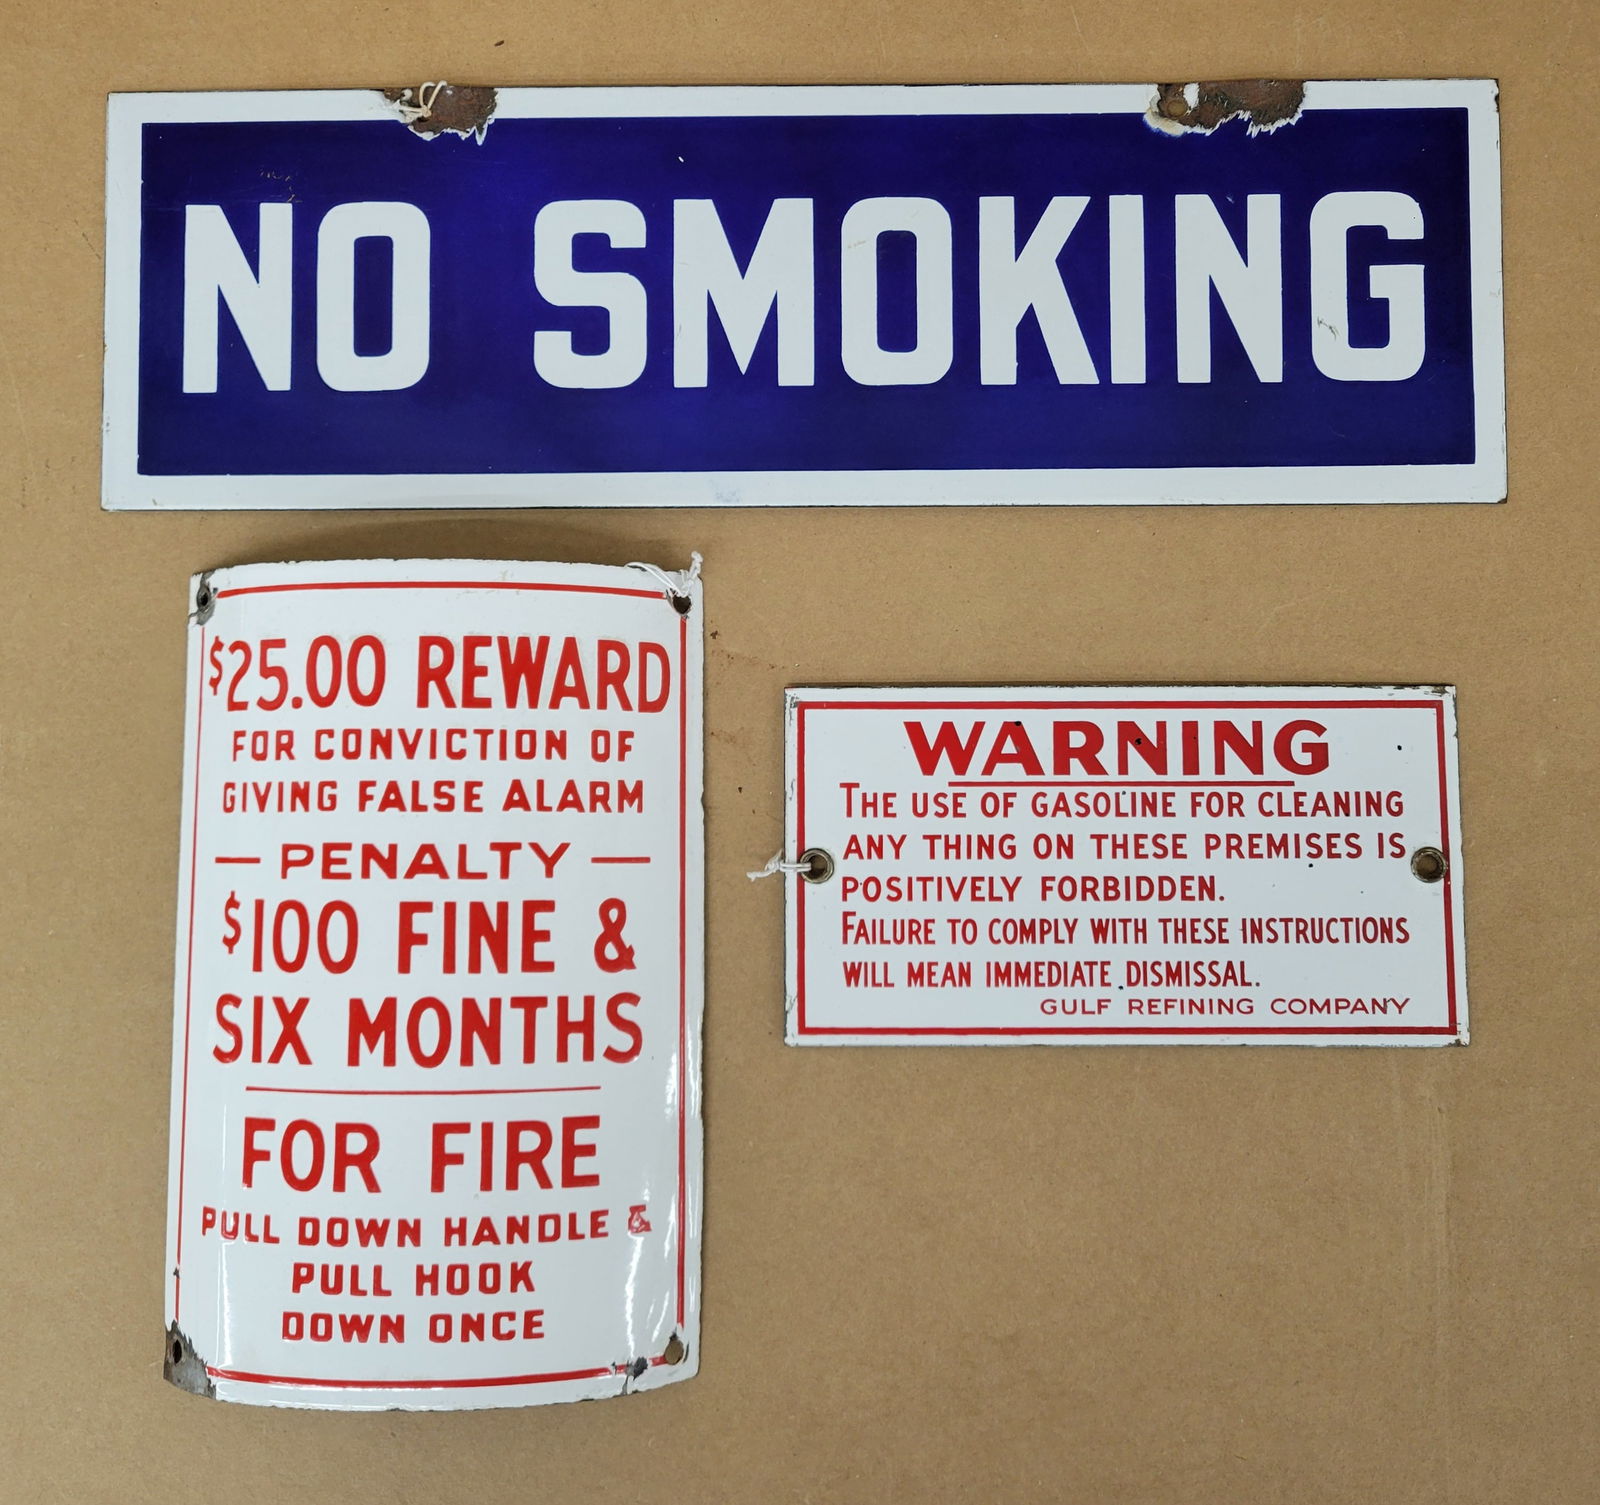 NO SMOKING
$25.00 REWARD
FOR CONVICTION OF
GIVING FALSE ALARM
— PENALTY —
$100 FINE &
SIX MONTHS
FOR FIRE
PULL DOWN HANDLE &
PULL HOOK
DOWN ONCE
WARNING
THE USE OF GASOLINE FOR CLEANING
ANY THING ON THESE PREMISES IS
POSITIVELY FORBIDDEN.
FAILURE TO COMPLY WITH THESE INSTRUCTIONS
WILL MEAN IMMEDIATE DISMISSAL.
GULF REFINING COMPANY